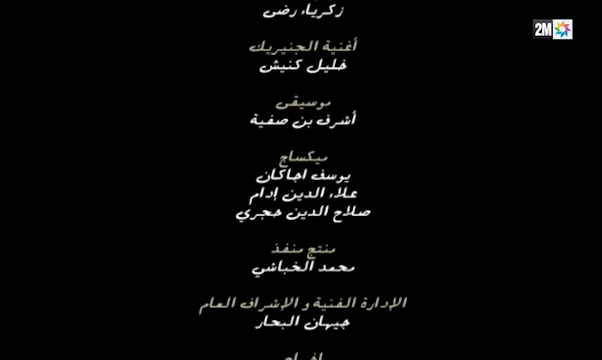 زكرياء رضى
2M
أغنية الجنيريك
خليل كنيش
موسيقى
أشرف بن صفية
ميكساج
يوسف اجاكان
علاء الدين إدام
صلاح الدين حجري
منتج منفذ
محمد الخباشي
الإدارة الفنية و الإشراف العام
جيهان البحار